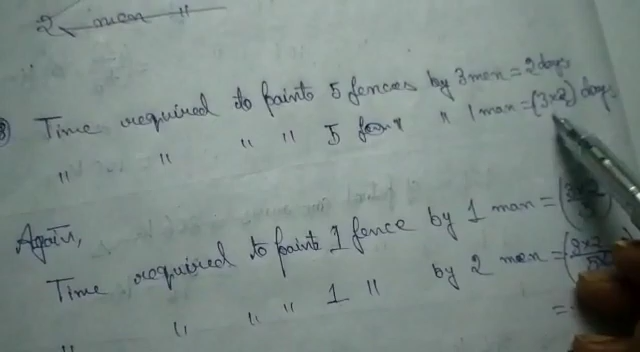 2 men "
Time required to paint 5 fences by 3 men = 2 days
" " " " 5 " 1 man = (3×2) days
Again,
Time required to paint 1 fence by 1 man = (3×2
" " " 1 " by 2 men = (
" =